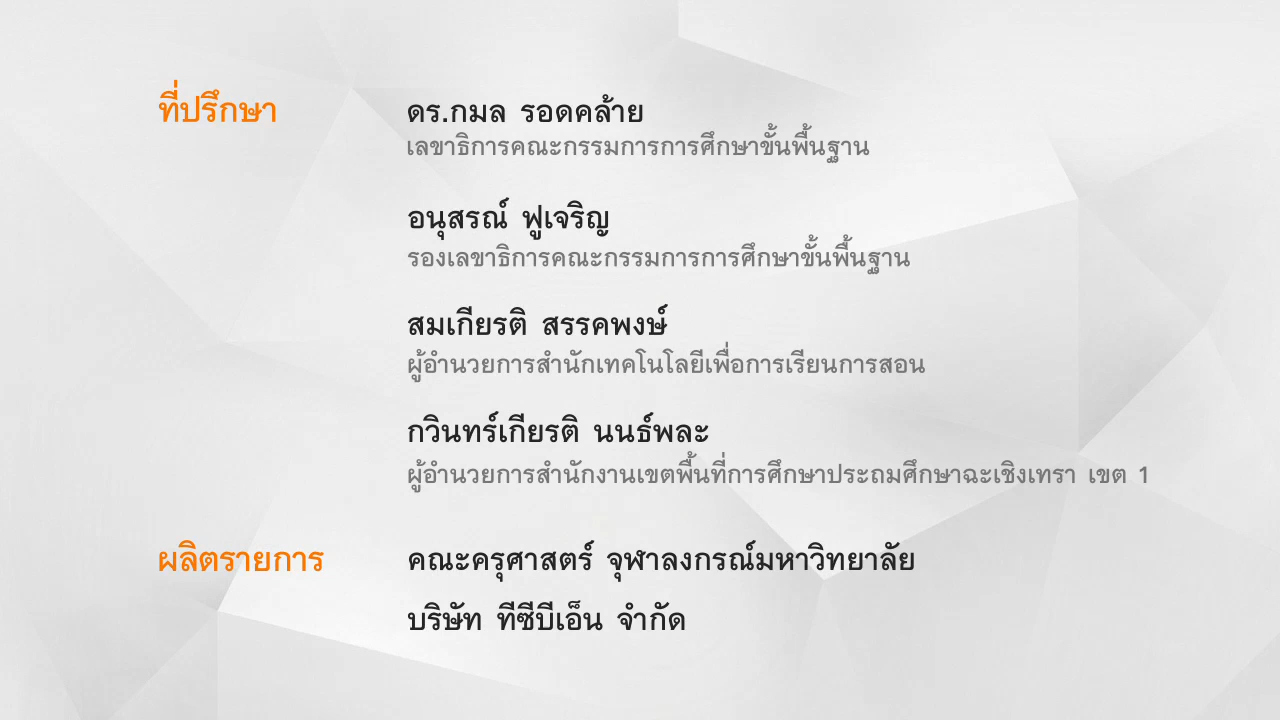 ที่ปรึกษา ดร.กมล รอดคล้าย
เลขาธิการคณะกรรมการการศึกษาขั้นพื้นฐาน
อนุสรณ์ ฟูเจริญ
รองเลขาธิการคณะกรรมการการศึกษาขั้นพื้นฐาน
สมเกียรติ สรรคพงษ์
ผู้อำนวยการสำนักเทคโนโลยีเพื่อการเรียนการสอน
กวินทร์เกียรติ นนธ์พละ
ผู้อำนวยการสำนักงานเขตพื้นที่การศึกษาประถมศึกษาฉะเชิงเทรา เขต 1
ผลิตรายการ คณะครุศาสตร์ จุฬาลงกรณ์มหาวิทยาลัย
บริษัท ทีซีบีเอ็น จำกัด